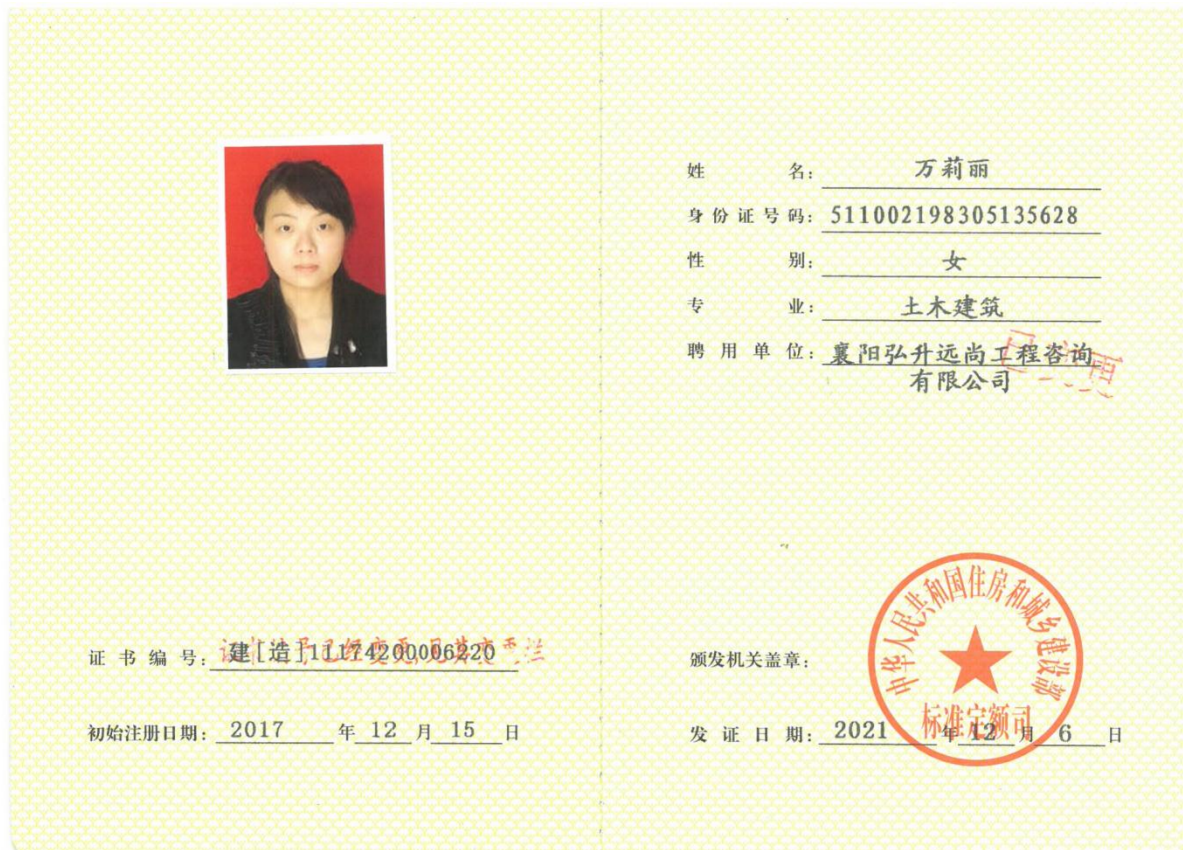 姓名：万莉丽
身份证号码：511002198305135628
性别：女
专业：土木建筑
聘用单位：襄阳弘升远尚工程咨询
有限公司
证书编号：建[造]11174200006220
初始注册日期：2017年12月15日
颁发机关盖章：
中华人民共和国住房和城乡建设部
标准定额司
发证日期：2021年12月6日